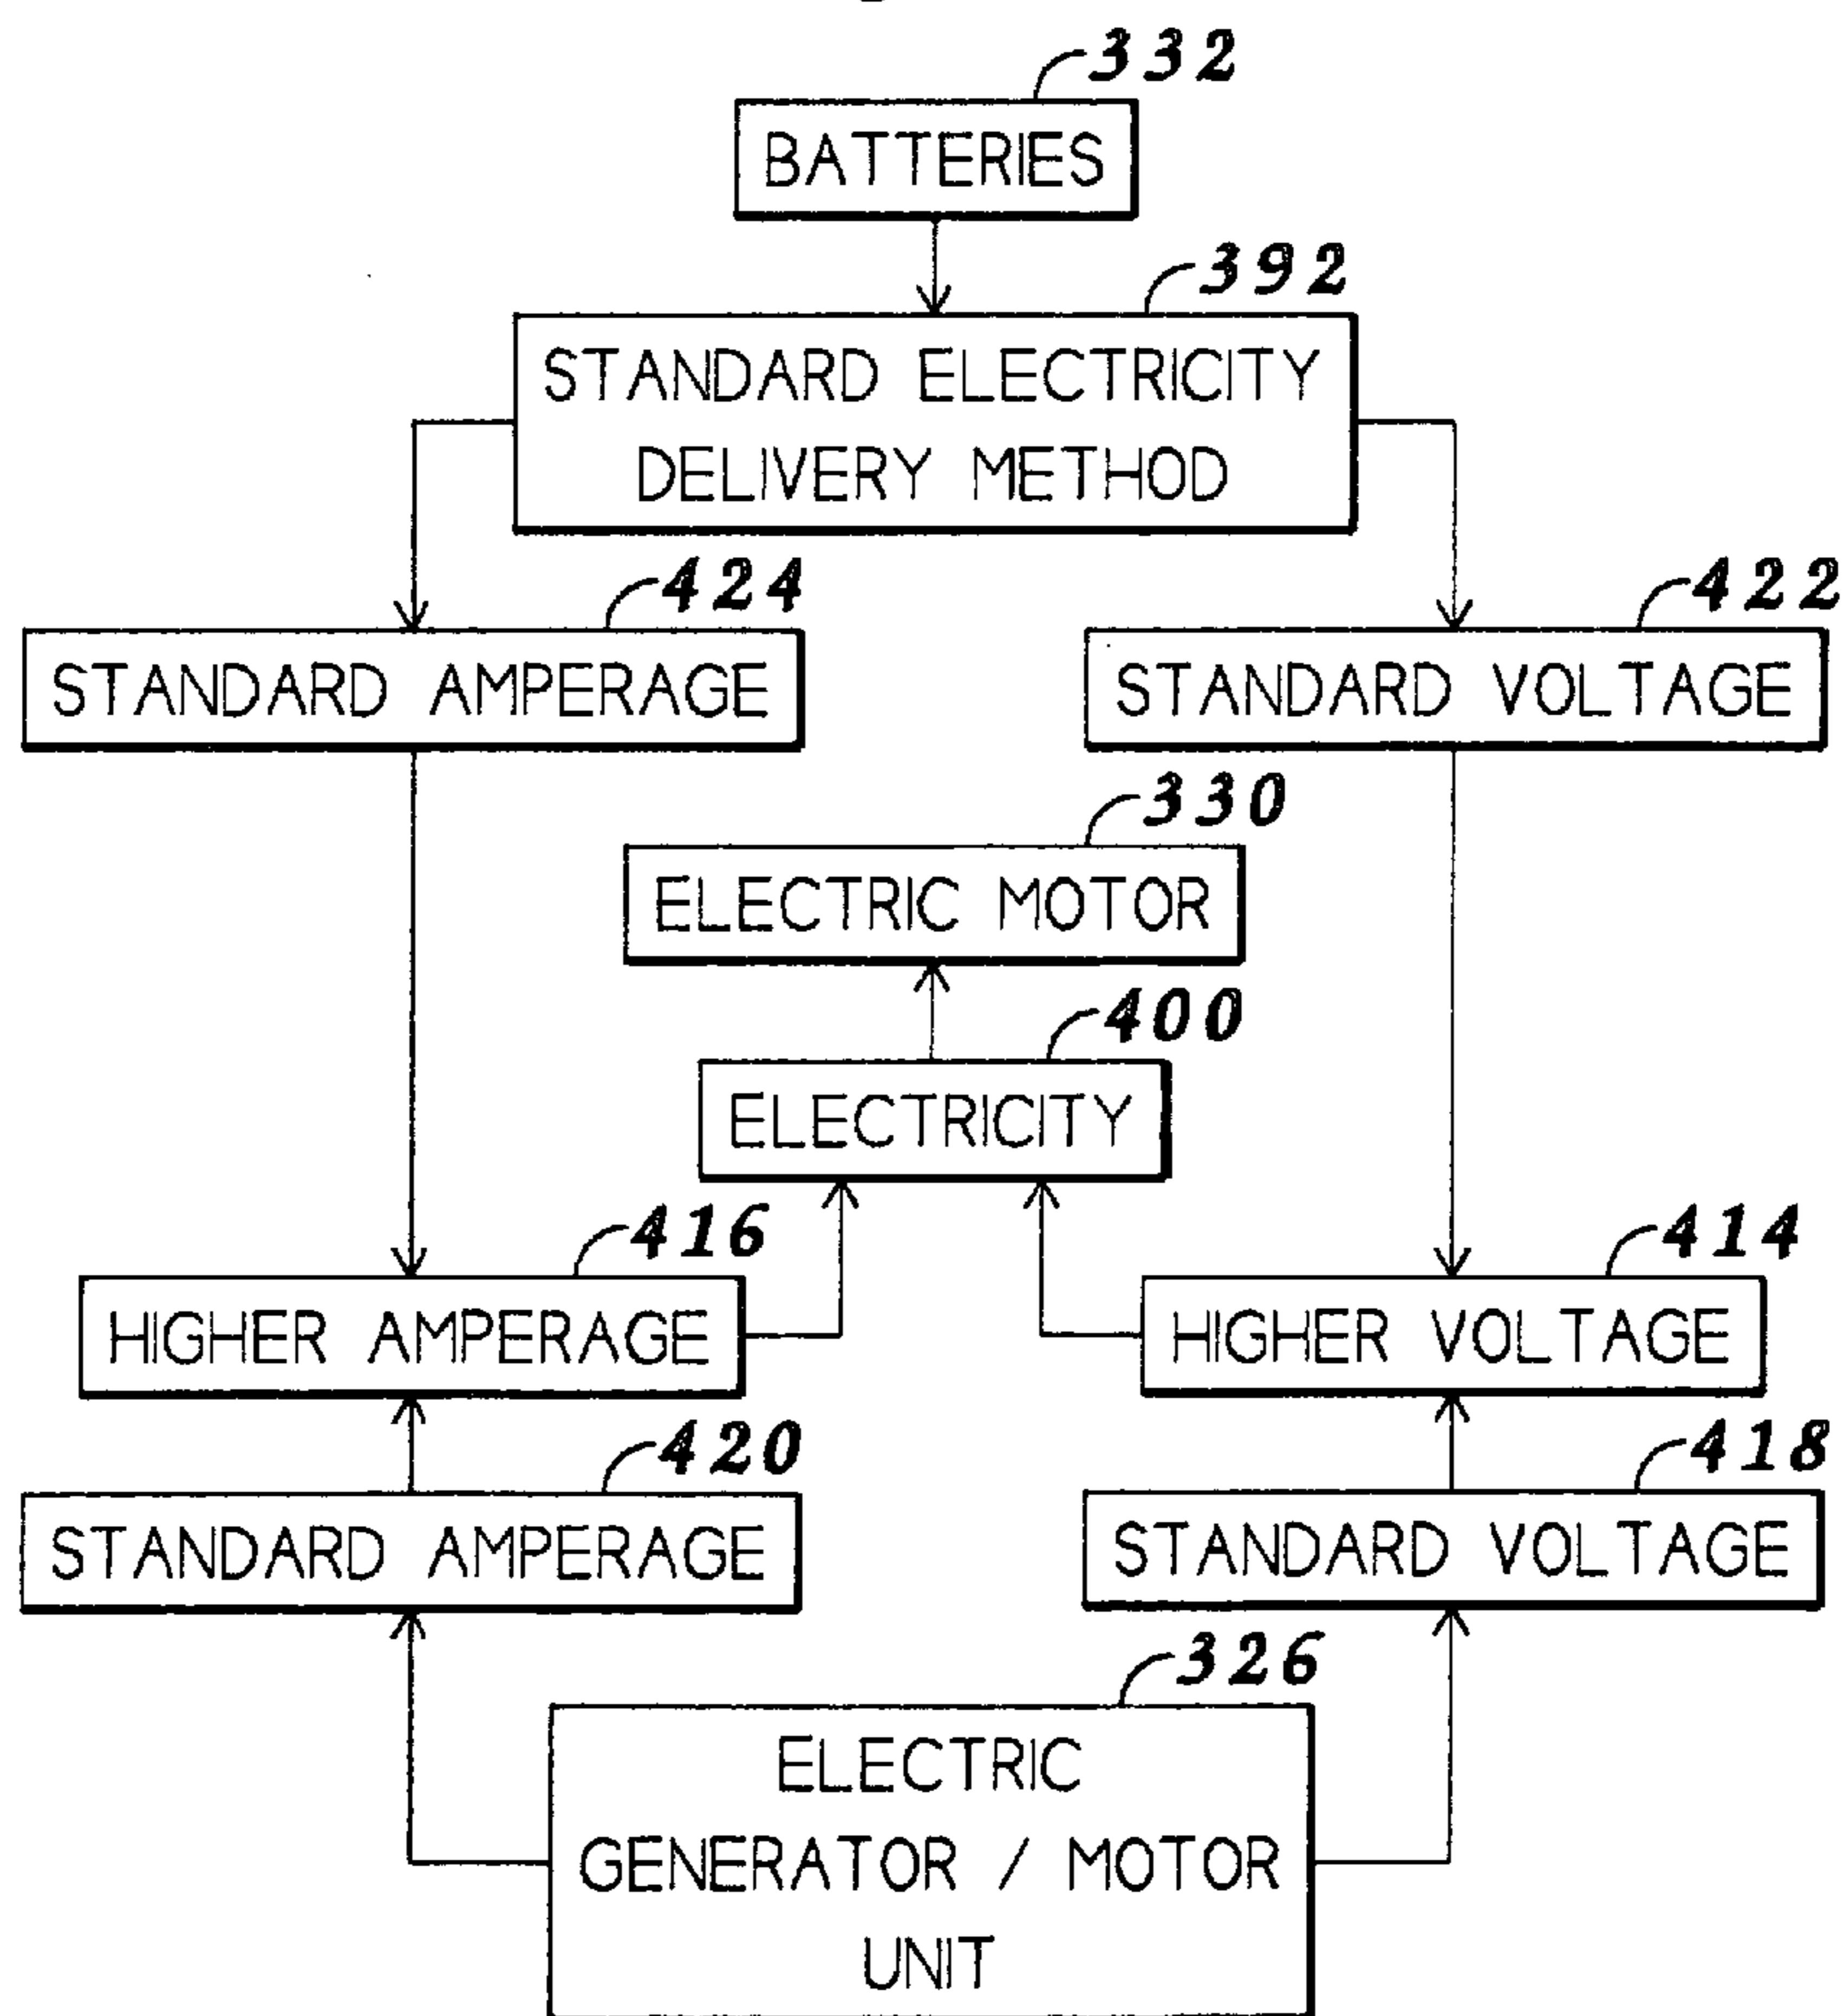 332
BATTERIES
392
STANDARD ELECTRICITY
DELIVERY METHOD
424
422
STANDARD AMPERAGE
STANDARD VOLTAGE
330
ELECTRIC MOTOR
400
ELECTRICITY
416
414
HIGHER AMPERAGE
HIGHER VOLTAGE
420
418
STANDARD AMPERAGE
STANDARD VOLTAGE
326
ELECTRIC
GENERATOR / MOTOR
UNIT